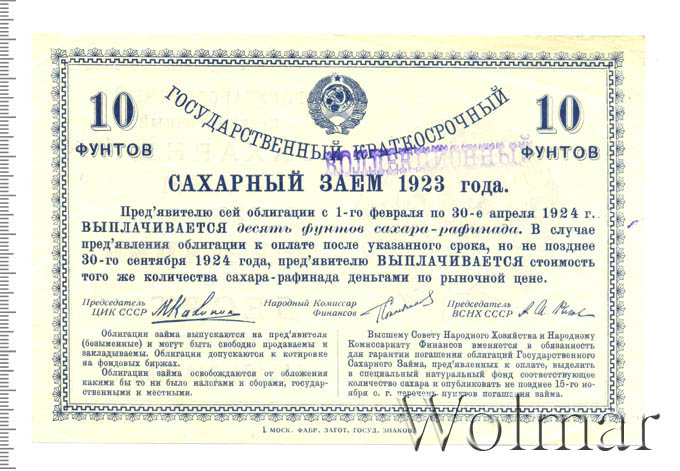 10
ФУНТОВ
ГОСУДАРСТВЕННЫЙ КРАТКОСРОЧНЫЙ
10
ФУНТОВ
КОЛЛЕКЦИОННЫЙ
САХАРНЫЙ ЗАЕМ 1923 года.
Пред'явителю сей облигации с 1-го февраля по 30-е апреля 1924 г.
ВЫПЛАЧИВАЕТСЯ десять фунтов сахара-рафинада. В случае
пред'явления облигации к оплате после указанного срока, но не позднее
30-го сентября 1924 года, пред'явителю ВЫПЛАЧИВАЕТСЯ стоимость
того же количества сахара-рафинада деньгами по рыночной цене.
Председатель
ЦИК СССР
Народный Комиссар
Финансов
Председатель
ВСНХ СССР
Облигации займа выпускаются на пред'явителя
(безыменные) и могут быть свободно продаваемы и
закладываемы. Облигации допускаются к котировке
на фондовых биржах.
Облигации займа освобождаются от обложения
какими бы то ни было налогами и сборами, государ-
ственными и местными.
Высшему Совету Народного Хозяйства и Народному
Комиссариату Финансов вменяется в обязанность
для гарантии погашения облигаций Государственного
Сахарного Займа, пред'явленных к оплате, выделить
в специальный натуральный фонд соответствующее
количество сахара и опубликовать не позднее 15-го но-
ября с. г. перечень пунктов погашения займа.
1 МОСК. ФАБР. ЗАГОТ. ГОСУД. ЗНАКОВ
Wolmar